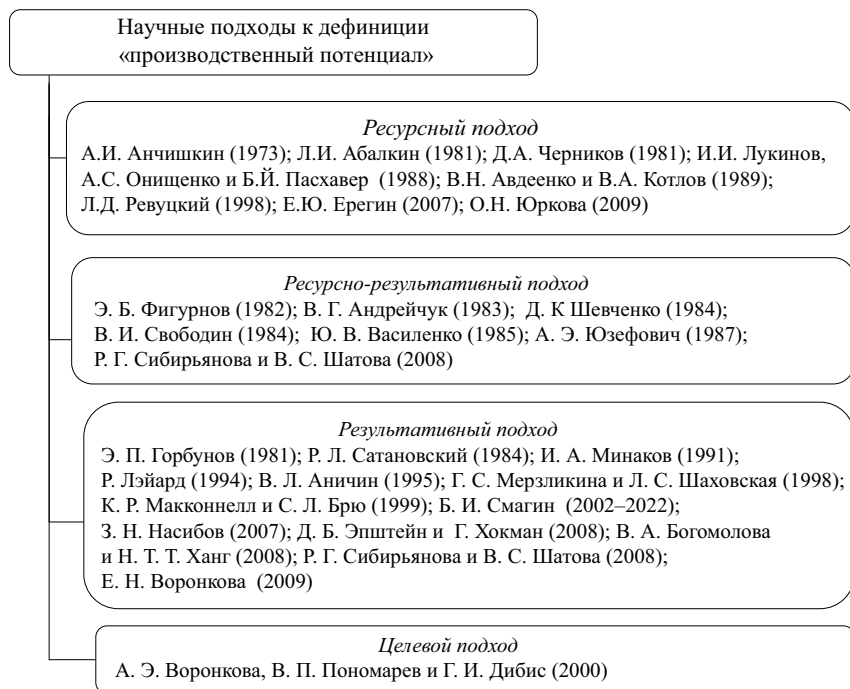 Научные подходы к дефиниции
«производственный потенциал»
Ресурсный подход
А.И. Анчишкин (1973); Л.И. Абалкин (1981); Д.А. Черников (1981); И.И. Лукинов,
А.С. Онищенко и Б.Й. Пасхавер (1988); В.Н. Авдеенко и В.А. Котлов (1989);
Л.Д. Ревуцкий (1998); Е.Ю. Ерегин (2007); О.Н. Юркова (2009)
Ресурсно-результативный подход
Э. Б. Фигурнов (1982); В. Г. Андрейчук (1983); Д. К Шевченко (1984);
В. И. Свободин (1984); Ю. В. Василенко (1985); А. Э. Юзефович (1987);
Р. Г. Сибирьянова и В. С. Шатова (2008)
Результативный подход
Э. П. Горбунов (1981); Р. Л. Сатановский (1984); И. А. Минаков (1991);
Р. Лэйард (1994); В. Л. Аничин (1995); Г. С. Мерзликина и Л. С. Шаховская (1998);
К. Р. Макконнелл и С. Л. Брю (1999); Б. И. Смагин (2002–2022);
З. Н. Насибов (2007); Д. Б. Эпштейн и Г. Хокман (2008); В. А. Богомолова
и Н. Т. Т. Ханг (2008); Р. Г. Сибирьянова и В. С. Шатова (2008);
Е. Н. Воронкова (2009)
Целевой подход
А. Э. Воронкова, В. П. Пономарев и Г. И. Дибис (2000)